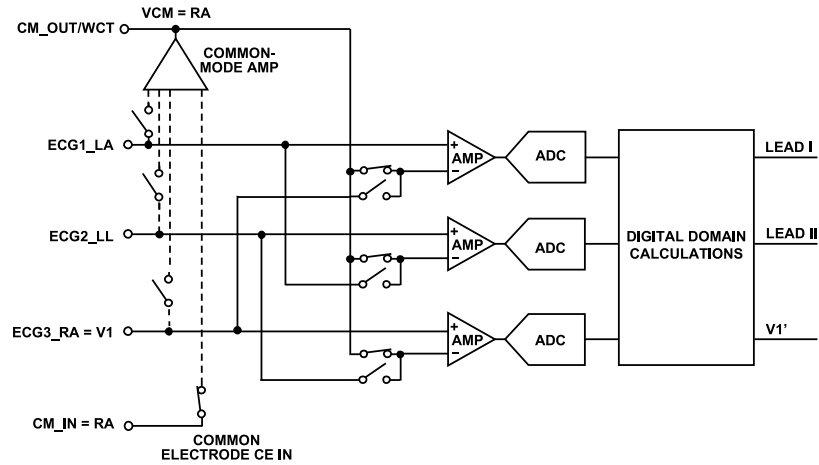 VCM = RA
CM_OUT/WCT
COMMON-
MODE AMP
ECG1_LA
+
AMP
–
ADC
LEAD I
ECG2_LL
+
AMP
–
ADC
DIGITAL DOMAIN
CALCULATIONS
LEAD II
ECG3_RA = V1
+
AMP
–
ADC
V1’
CM_IN = RA
COMMON
ELECTRODE CE IN